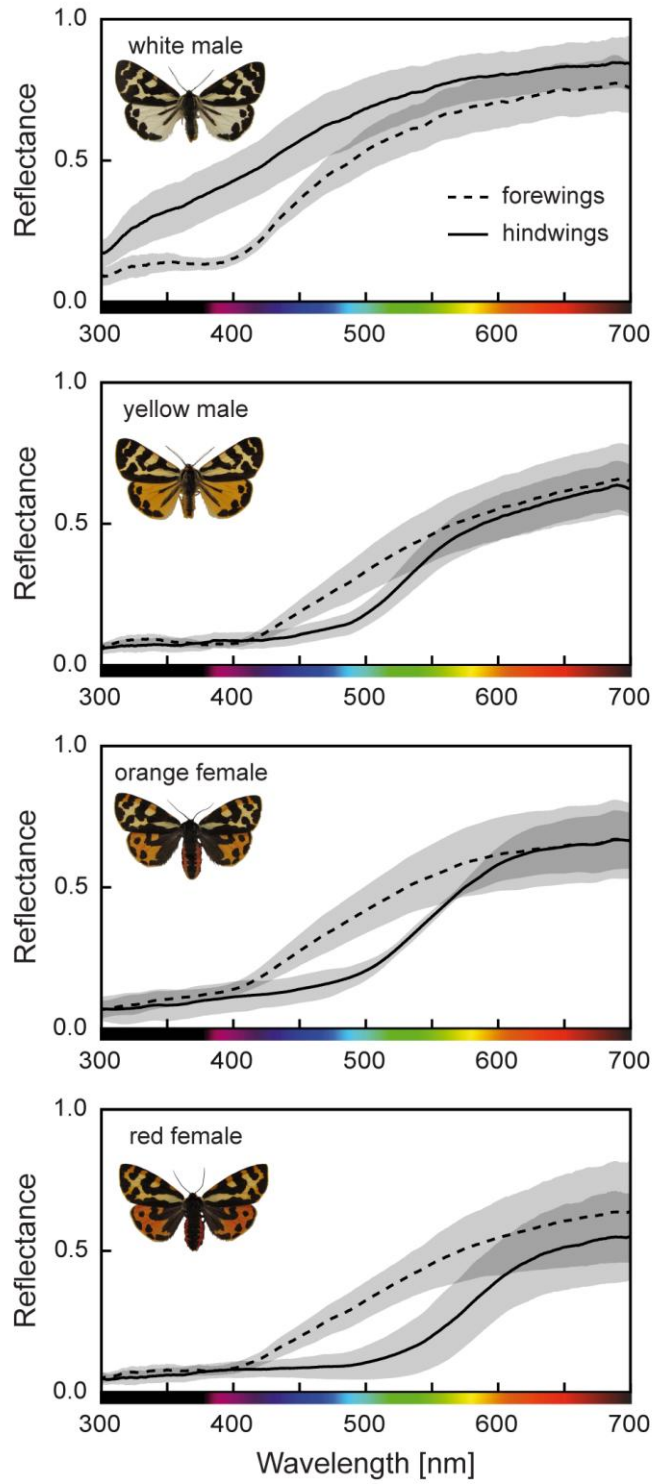 Reflectance
1.0
0.5
0.0
white male
forewings
hindwings
300 400 500 600 700
Reflectance
1.0
0.5
0.0
yellow male
300 400 500 600 700
Reflectance
1.0
0.5
0.0
orange female
300 400 500 600 700
Reflectance
1.0
0.5
0.0
red female
300 400 500 600 700
Wavelength [nm]